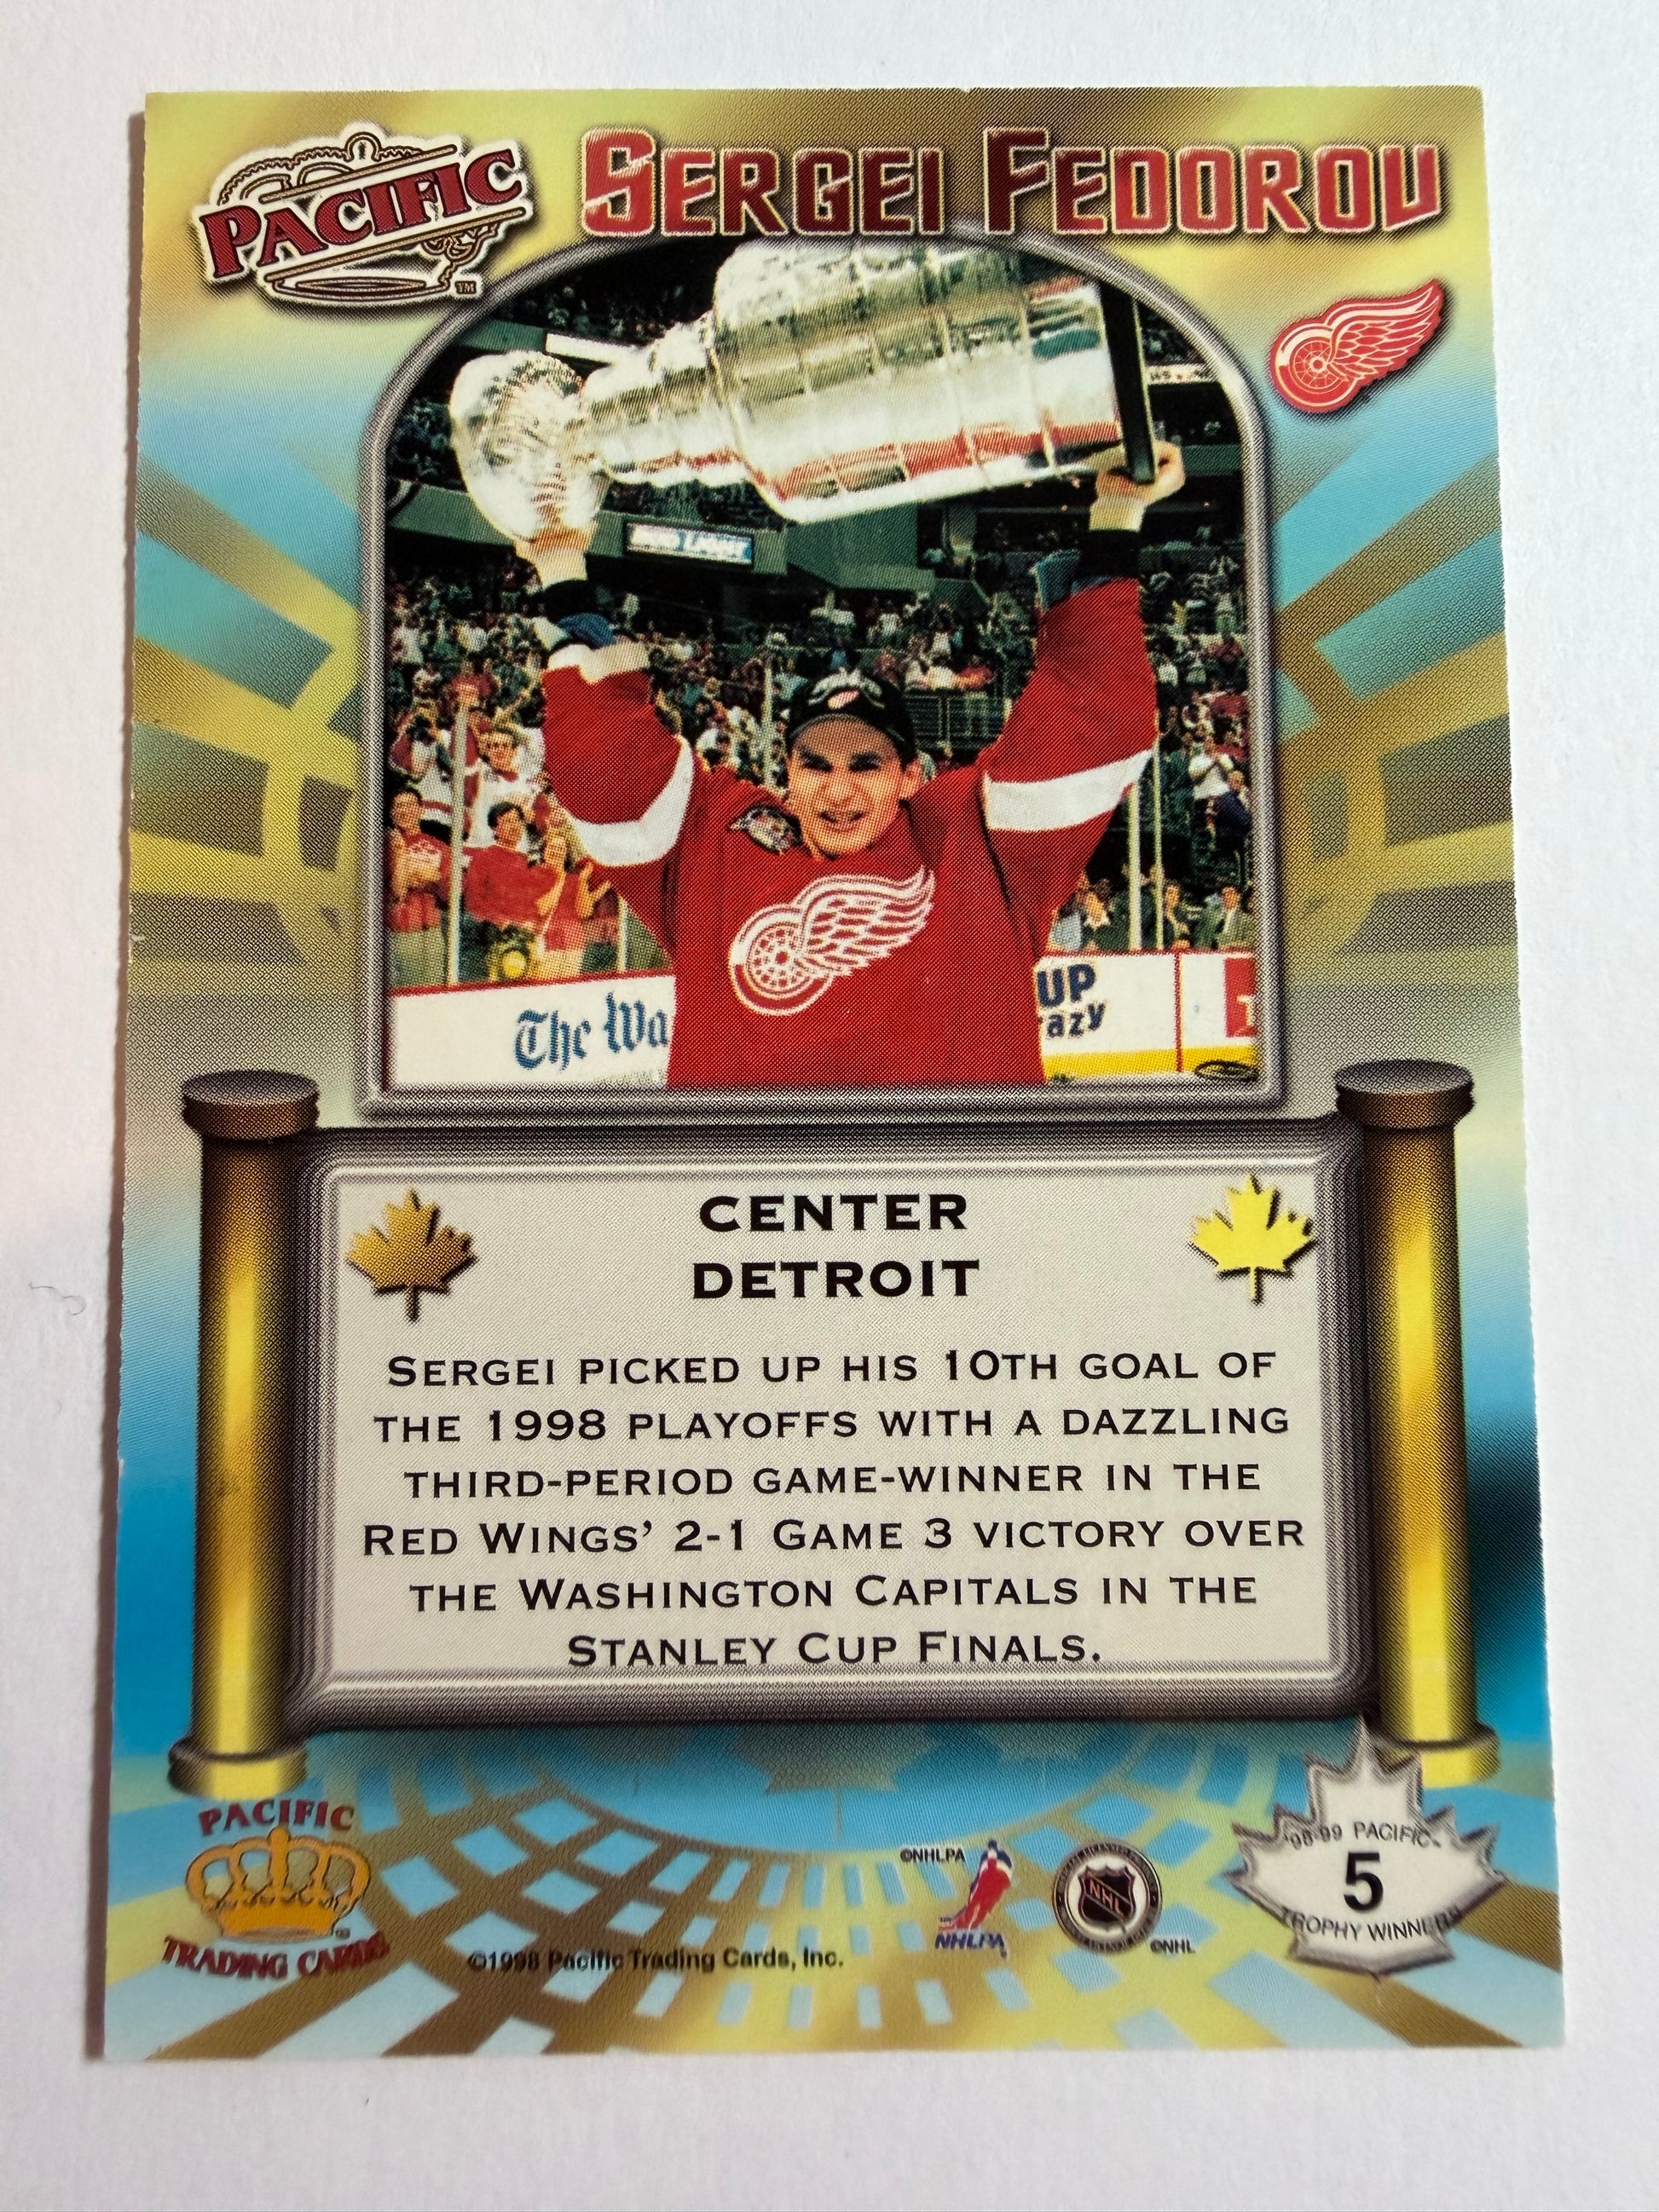 PACIFIC
TM
SERGEI FEDOROV
The Wa
UP
razy
CENTER
DETROIT
SERGEI PICKED UP HIS 10TH GOAL OF
THE 1998 PLAYOFFS WITH A DAZZLING
THIRD-PERIOD GAME-WINNER IN THE
RED WINGS' 2-1 GAME 3 VICTORY OVER
THE WASHINGTON CAPITALS IN THE
STANLEY CUP FINALS.
PACIFIC
TRADING CARDS
©1998 Pacific Trading Cards, Inc.
©NHLPA
NHLPA
NHL
©NHL
'98-99 PACIFIC
5
TROPHY WINNERS